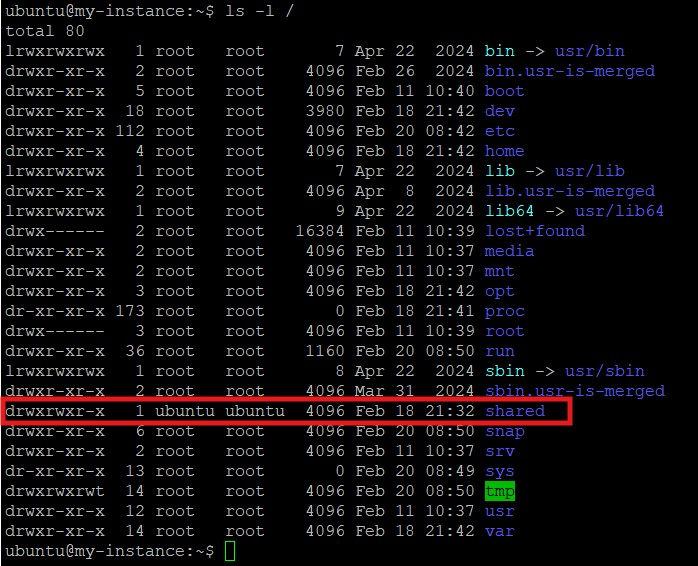 ubuntu@my-instance:~$ ls -l /
total 80
lrwxrwxrwx   1 root   root       7 Apr 22  2024 bin -> usr/bin
drwxr-xr-x   2 root   root    4096 Feb 26  2024 bin.usr-is-merged
drwxr-xr-x   5 root   root    4096 Feb 11 10:40 boot
drwxr-xr-x  18 root   root    3980 Feb 18 21:42 dev
drwxr-xr-x 112 root   root    4096 Feb 20 08:42 etc
drwxr-xr-x   4 root   root    4096 Feb 18 21:42 home
lrwxrwxrwx   1 root   root       7 Apr 22  2024 lib -> usr/lib
drwxr-xr-x   2 root   root    4096 Apr  8  2024 lib.usr-is-merged
lrwxrwxrwx   1 root   root       9 Apr 22  2024 lib64 -> usr/lib64
drwx------   2 root   root   16384 Feb 11 10:39 lost+found
drwxr-xr-x   2 root   root    4096 Feb 11 10:37 media
drwxr-xr-x   2 root   root    4096 Feb 11 10:37 mnt
drwxr-xr-x   3 root   root    4096 Feb 18 21:42 opt
dr-xr-xr-x 173 root   root       0 Feb 18 21:41 proc
drwx------   3 root   root    4096 Feb 11 10:39 root
drwxr-xr-x  36 root   root    1160 Feb 20 08:50 run
lrwxrwxrwx   1 root   root       8 Apr 22  2024 sbin -> usr/sbin
drwxr-xr-x   2 root   root    4096 Mar 31  2024 sbin.usr-is-merged
drwxrwxr-x   1 ubuntu ubuntu  4096 Feb 18 21:32 shared
drwxr-xr-x   6 root   root    4096 Feb 20 08:50 snap
drwxr-xr-x   2 root   root    4096 Feb 11 10:37 srv
dr-xr-xr-x  13 root   root       0 Feb 20 08:49 sys
drwxrwxrwt  14 root   root    4096 Feb 20 08:50 tmp
drwxr-xr-x  12 root   root    4096 Feb 11 10:37 usr
drwxr-xr-x  14 root   root    4096 Feb 18 21:42 var
ubuntu@my-instance:~$